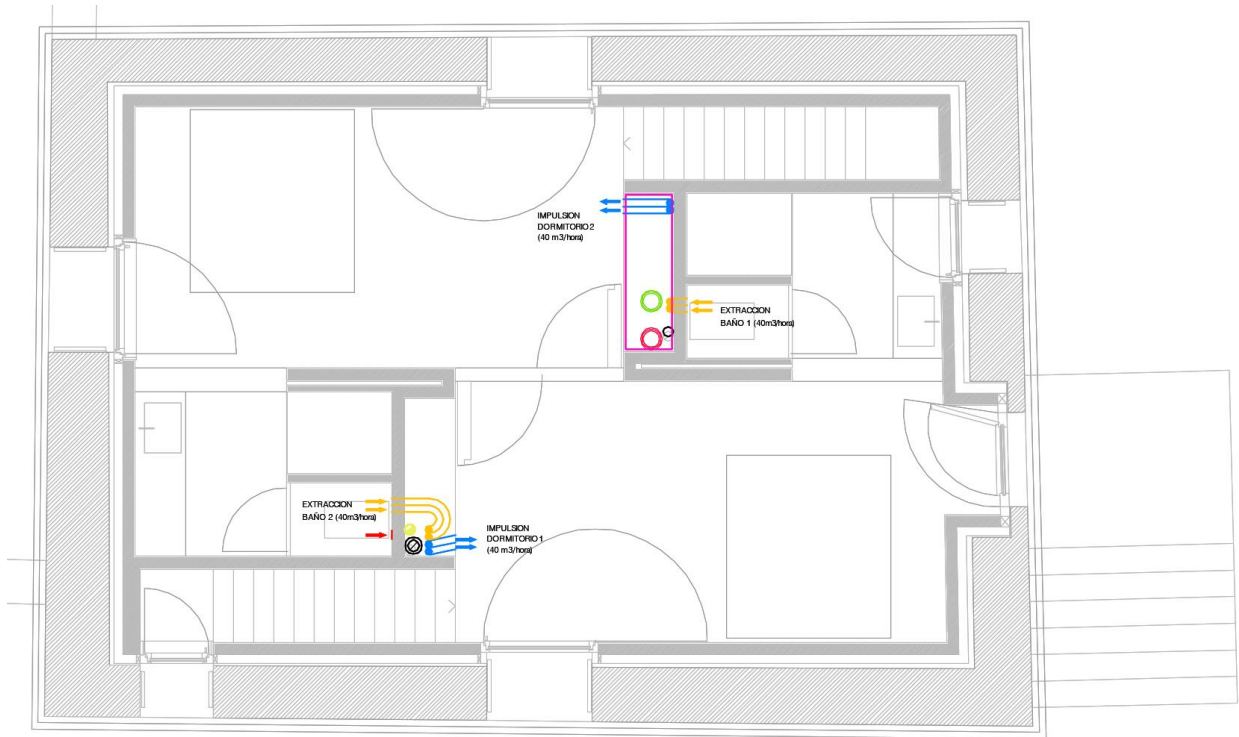 IMPULSION
DORMITORIO 2
(40 m3/hora)
EXTRACCION
BAÑO 1 (40m3/hora)
EXTRACCION
BAÑO 2 (40m3/hora)
IMPULSION
DORMITORIO 1
(40 m3/hora)